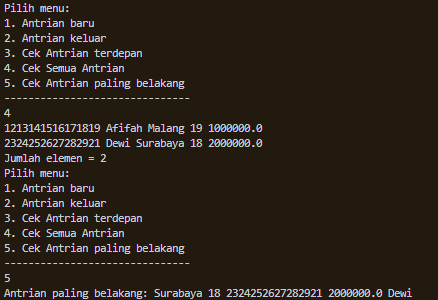 Pilih menu:
1. Antrian baru
2. Antrian keluar
3. Cek Antrian terdepan
4. Cek Semua Antrian
5. Cek Antrian paling belakang
-------------------------------
4
1213141516171819 Afifah Malang 19 1000000.0
2324252627282921 Dewi Surabaya 18 2000000.0
Jumlah elemen = 2
Pilih menu:
1. Antrian baru
2. Antrian keluar
3. Cek Antrian terdepan
4. Cek Semua Antrian
5. Cek Antrian paling belakang
-------------------------------
5
Antrian paling belakang: Surabaya 18 2324252627282921 2000000.0 Dewi